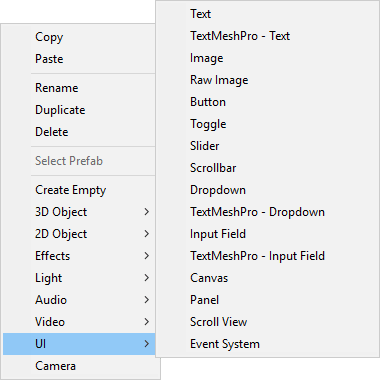 Copy
Paste
Rename
Duplicate
Delete
Select Prefab
Create Empty
3D Object
2D Object
Effects
Light
Audio
Video
UI
Camera
Text
TextMeshPro - Text
Image
Raw Image
Button
Toggle
Slider
Scrollbar
Dropdown
TextMeshPro - Dropdown
Input Field
TextMeshPro - Input Field
Canvas
Panel
Scroll View
Event System